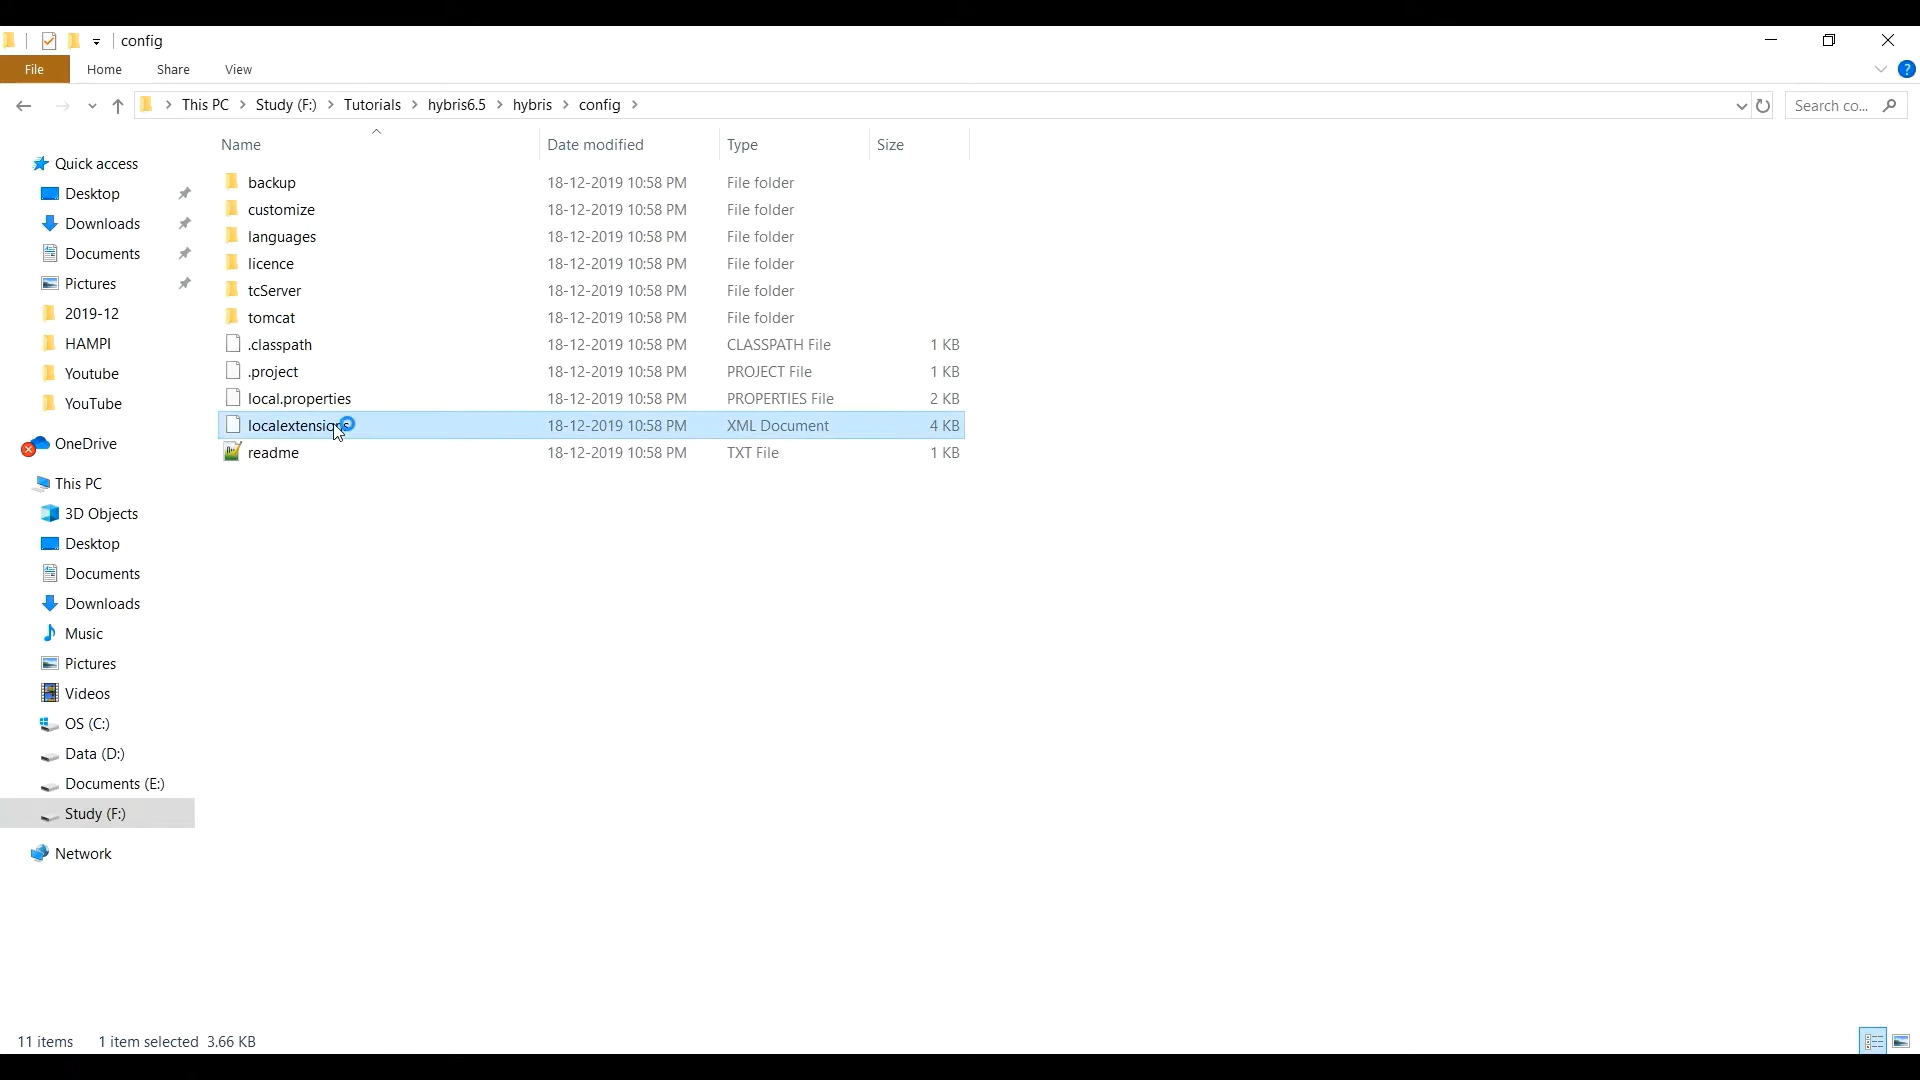 config
File Home Share View
This PC Study (F:) Tutorials hybris6.5 hybris config Search co...
Name Date modified Type Size
Quick access
Desktop
Downloads
Documents
Pictures
2019-12
HAMPI
Youtube
YouTube
OneDrive
This PC
3D Objects
Desktop
Documents
Downloads
Music
Pictures
Videos
OS (C:)
Data (D:)
Documents (E:)
Study (F:)
Network
backup 18-12-2019 10:58 PM File folder
customize 18-12-2019 10:58 PM File folder
languages 18-12-2019 10:58 PM File folder
licence 18-12-2019 10:58 PM File folder
tcServer 18-12-2019 10:58 PM File folder
tomcat 18-12-2019 10:58 PM File folder
.classpath 18-12-2019 10:58 PM CLASSPATH File 1 KB
.project 18-12-2019 10:58 PM PROJECT File 1 KB
local.properties 18-12-2019 10:58 PM PROPERTIES File 2 KB
localextensions 18-12-2019 10:58 PM XML Document 4 KB
readme 18-12-2019 10:58 PM TXT File 1 KB
11 items 1 item selected 3.66 KB